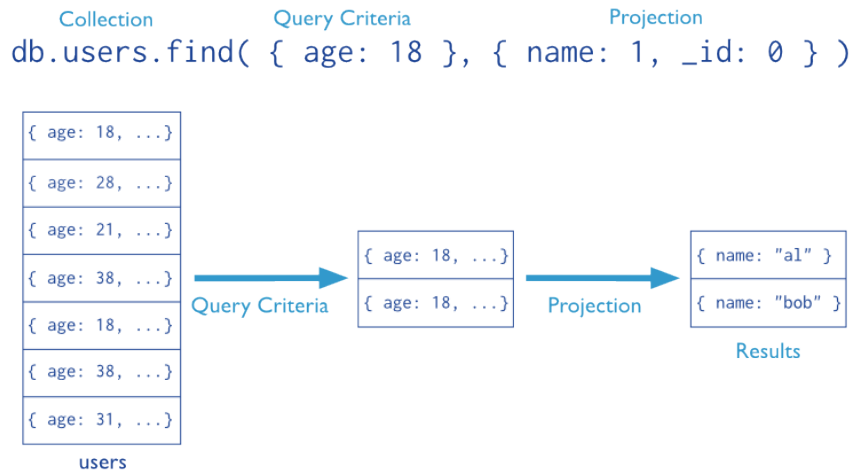 Collection Query Criteria Projection
db.users.find( { age: 18 }, { name: 1, _id: 0 } )
{ age: 18, ...}
{ age: 28, ...}
{ age: 21, ...}
{ age: 38, ...}
{ age: 18, ...}
{ age: 38, ...}
{ age: 31, ...}
users
Query Criteria
{ age: 18, ...}
{ age: 18, ...}
Projection
{ name: "al" }
{ name: "bob" }
Results